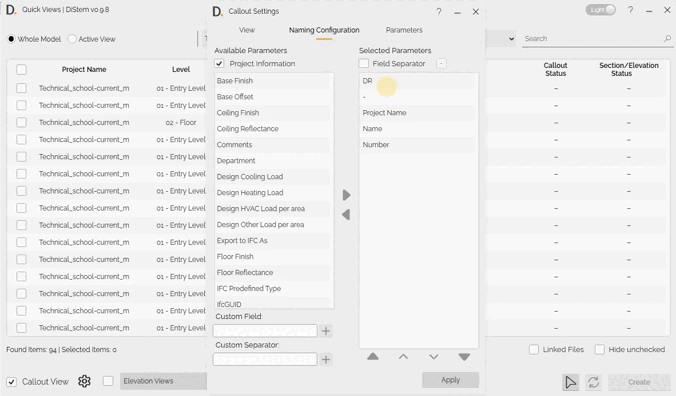 D. Quick Views | DiStem v0.9.8
Light
Whole Model Active View
Search
Project Name Level
Callout Status
Section/Elevation Status
Technical_school-current_m 01 - Entry Level –  –
Technical_school-current_m 01 - Entry Level –  –
Technical_school-current_m 02 - Floor –  –
Technical_school-current_m 01 - Entry Level –  –
Technical_school-current_m 01 - Entry Level –  –
Technical_school-current_m 01 - Entry Level –  –
Technical_school-current_m 01 - Entry Level –  –
Technical_school-current_m 01 - Entry Level –  –
Technical_school-current_m 01 - Entry Level –  –
Technical_school-current_m 01 - Entry Level –  –
Technical_school-current_m 01 - Entry Level –  –
Technical_school-current_m 01 - Entry Level –  –
Technical_school-current_m 01 - Entry Level –  –
Technical_school-current_m 01 - Entry Level –  –
Technical_school-current_m 01 - Entry Level –  –
Found Items: 94 | Selected Items: 0
Linked Files Hide unchecked
Callout View Elevation Views
Create
D. Callout Settings ?
View Naming Configuration Parameters
Available Parameters
Project Information
Base Finish
Base Offset
Ceiling Finish
Ceiling Reflectance
Comments
Department
Design Cooling Load
Design Heating Load
Design HVAC Load per area
Design Other Load per area
Export to IFC As
Floor Finish
Floor Reflectance
IFC Predefined Type
IfcGUID
Custom Field:
Custom Separator:
Selected Parameters
Field Separator -
DR
-
Project Name
Name
Number
Apply